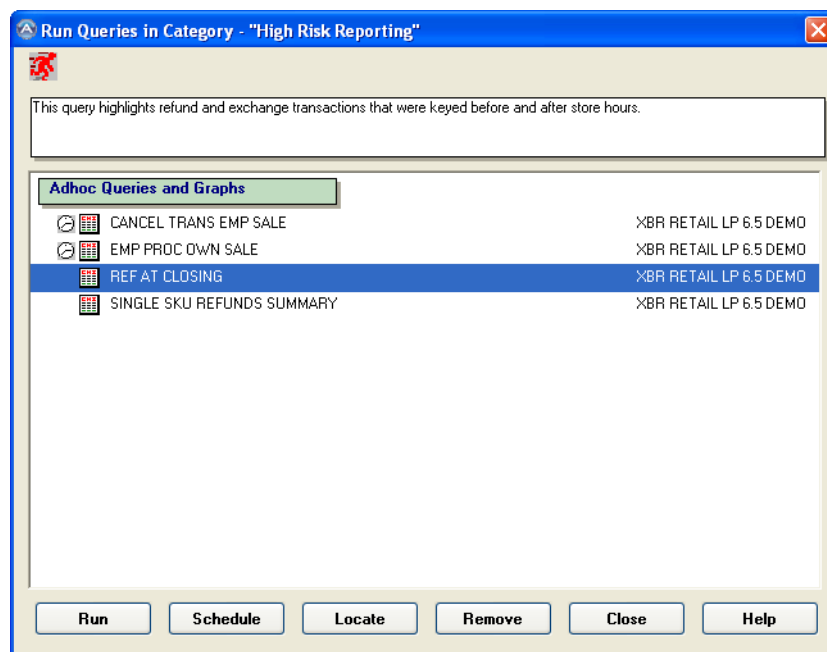 Run Queries in Category - "High Risk Reporting"
This query highlights refund and exchange transactions that were keyed before and after store hours.
Adhoc Queries and Graphs
CANCEL TRANS EMP SALE XBR RETAIL LP 6.5 DEMO
EMP PROC OWN SALE XBR RETAIL LP 6.5 DEMO
REF AT CLOSING XBR RETAIL LP 6.5 DEMO
SINGLE SKU REFUNDS SUMMARY XBR RETAIL LP 6.5 DEMO
Run Schedule Locate Remove Close Help